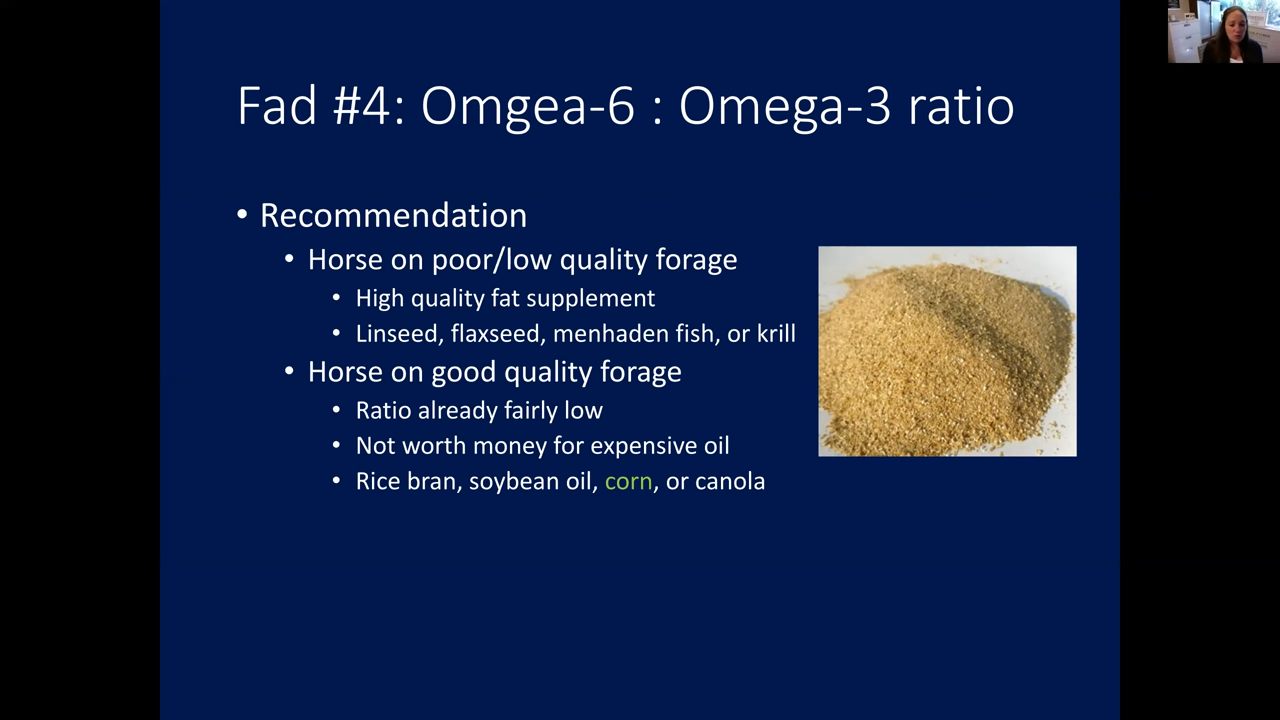 Fad #4: Omgea-6 : Omega-3 ratio
• Recommendation
• Horse on poor/low quality forage
• High quality fat supplement
• Linseed, flaxseed, menhaden fish, or krill
• Horse on good quality forage
• Ratio already fairly low
• Not worth money for expensive oil
• Rice bran, soybean oil, corn, or canola